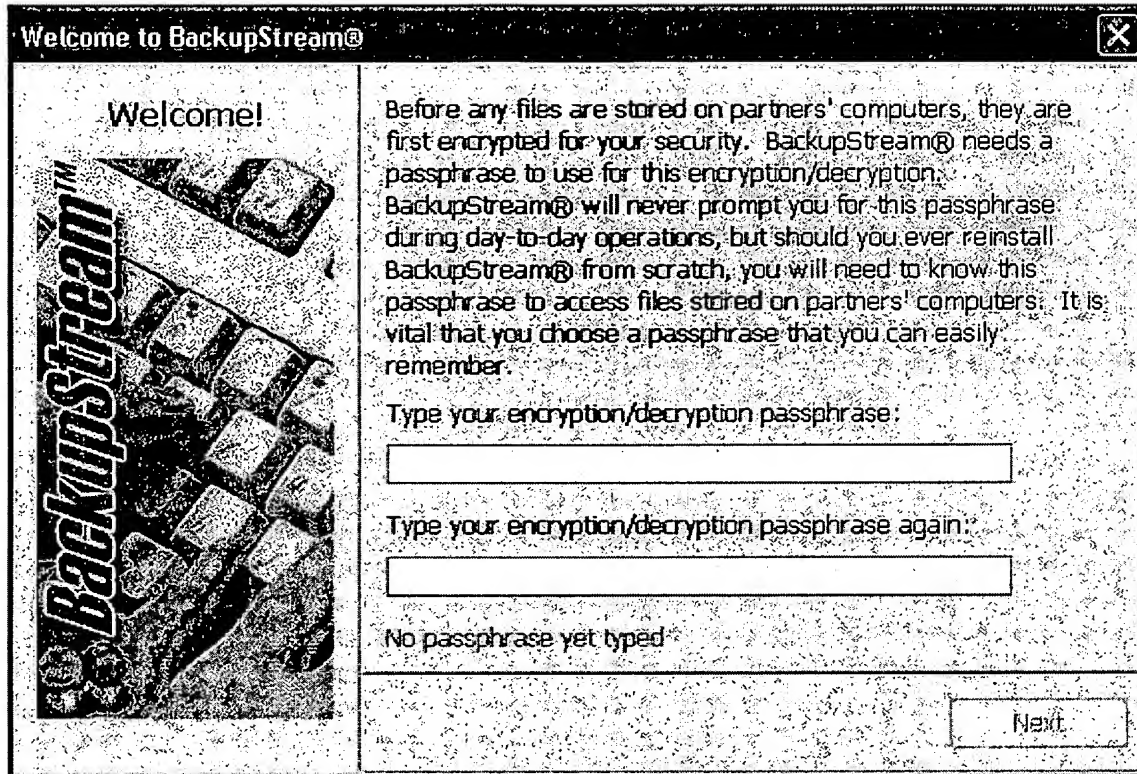 Welcome to BackupStream®
Welcome!
BackupStream™
Before any files are stored on partners' computers, they are
first encrypted for your security. BackupStream® needs a
passphrase to use for this encryption/decryption.
BackupStream® will never prompt you for this passphrase
during day-to-day operations, but should you ever reinstall
BackupStream® from scratch, you will need to know this
passphrase to access files stored on partners' computers. It is
vital that you choose a passphrase that you can easily
remember.
Type your encryption/decryption passphrase:
Type your encryption/decryption passphrase again:
No passphrase yet typed
Next